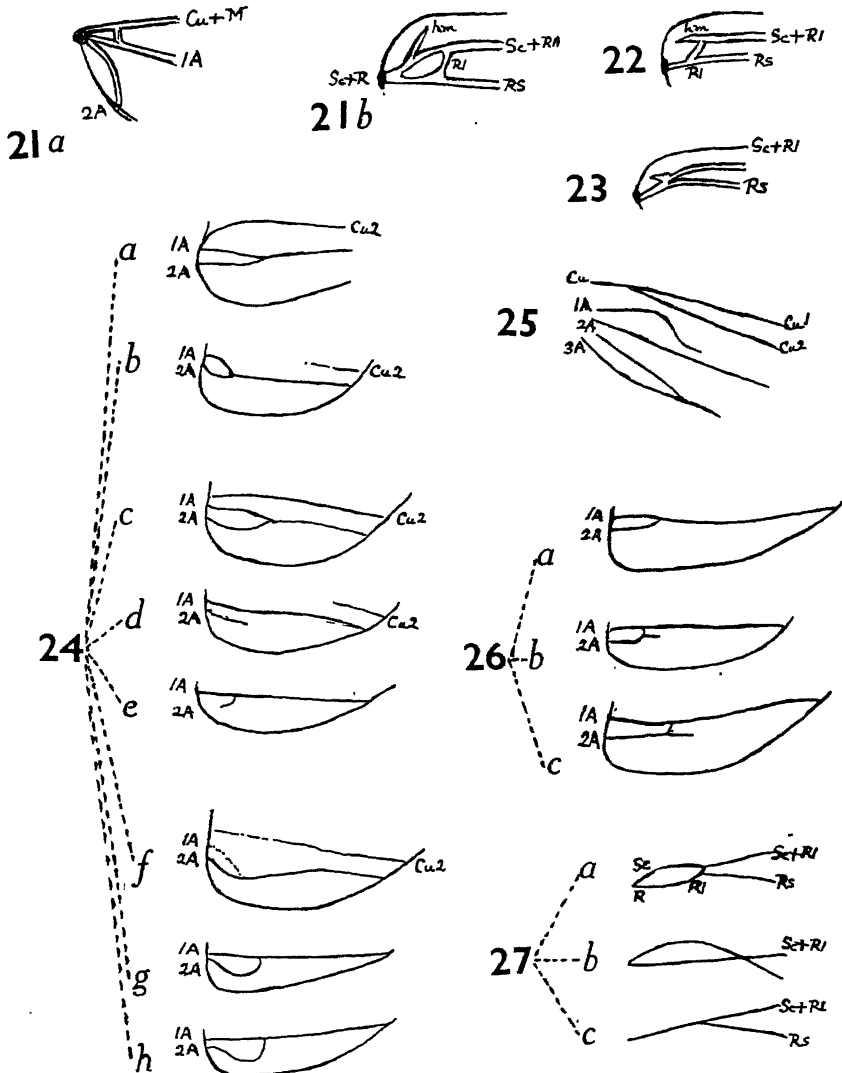 Cu+M
1A
2A
21a
hm
Sc+R1
Sc+R
R1
Rs
21b
hm
Sc+R1
22
R1
Rs
Sc+R1
23
Rs
a
1A
2A
Cu2
b
1A
2A
Cu2
c
1A
2A
Cu2
d
1A
2A
Cu2
24
e
1A
2A
f
1A
2A
Cu2
g
1A
2A
h
1A
2A
Cu
1A
25
2A
3A
Cu1
Cu2
a
1A
2A
26
b
1A
2A
c
1A
2A
a
Sc
R
R1
Sc+R1
Rs
27
b
Sc+R1
c
Sc+R1
Rs